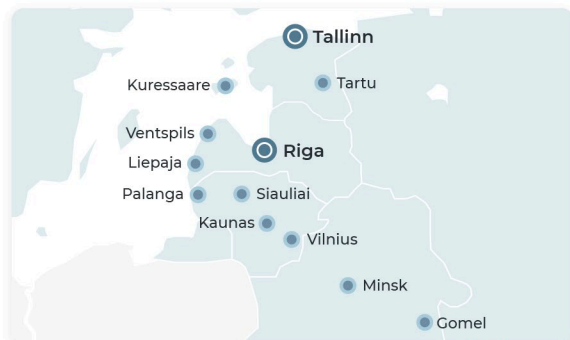 Tallinn
Kuressaare
Tartu
Ventspils
Riga
Liepaja
Palanga
Siauliai
Kaunas
Vilnius
Minsk
Gomel